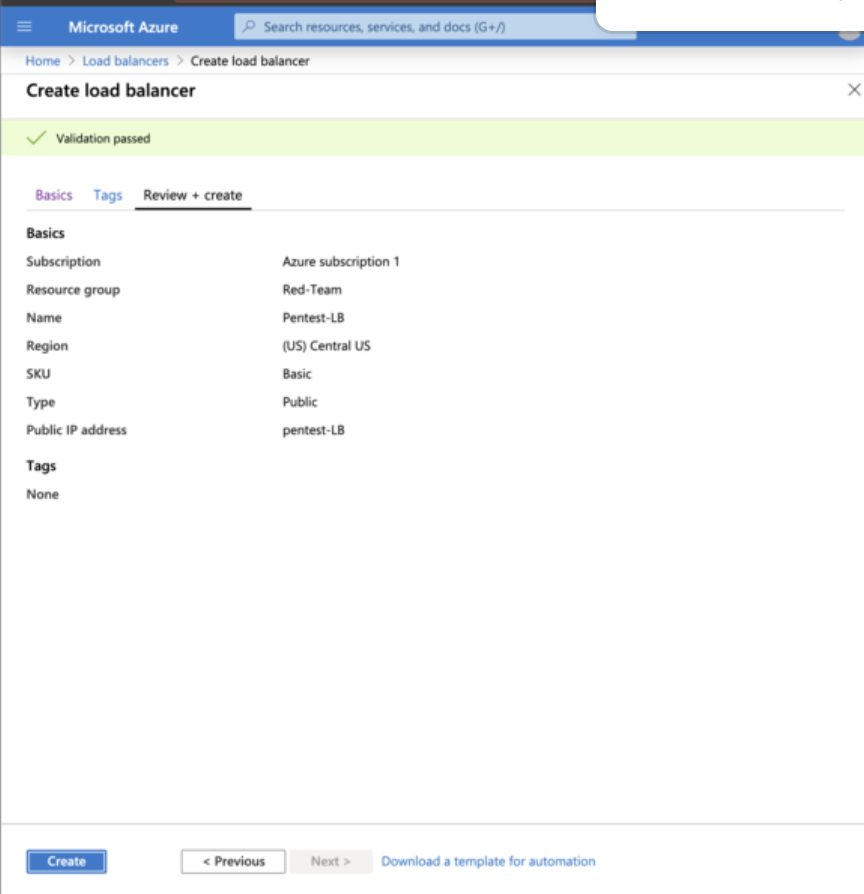 Microsoft Azure
Search resources, services, and docs (G+/)
Home > Load balancers > Create load balancer
Create load balancer
Validation passed
Basics Tags Review + create
Basics
Subscription Azure subscription 1
Resource group Red-Team
Name Pentest-LB
Region (US) Central US
SKU Basic
Type Public
Public IP address pentest-LB
Tags
None
Create < Previous Next > Download a template for automation